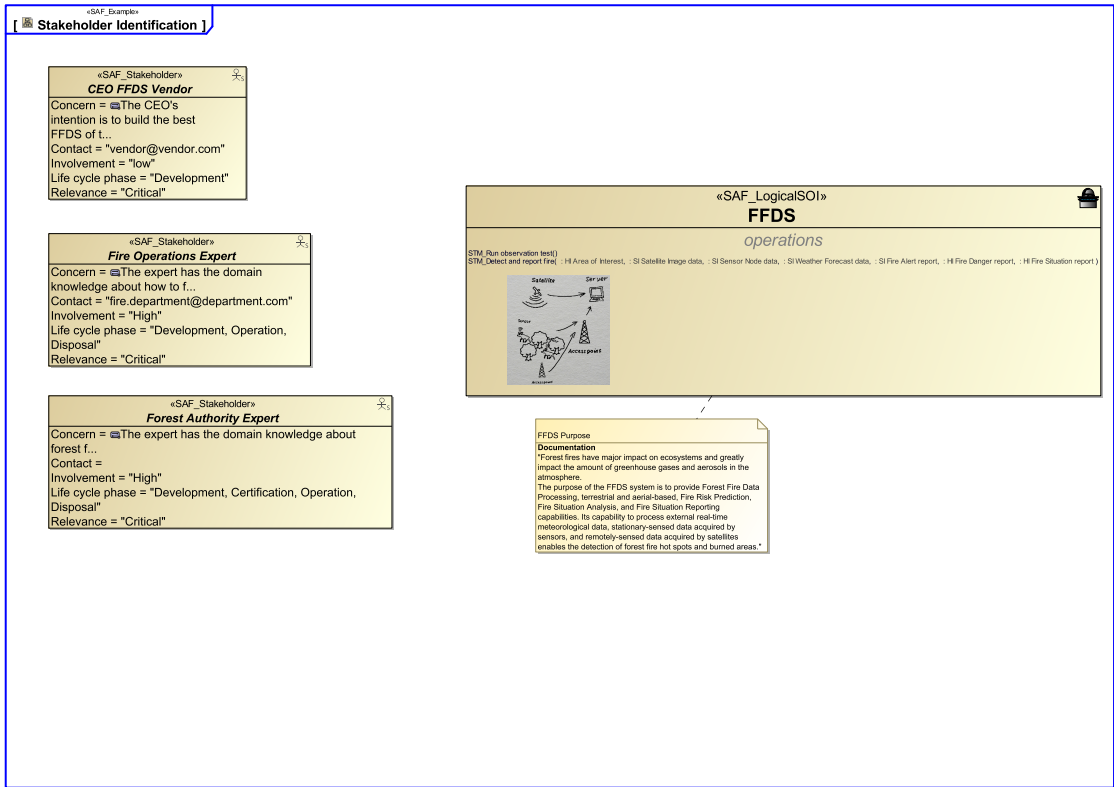 «SAF_Example»
[ Stakeholder Identification ]
«SAF_Stakeholder»
CEO FFDS Vendor
Concern = The CEO's
intention is to build the best
FFDS of t...
Contact = "vendor@vendor.com"
Involvement = "low"
Life cycle phase = "Development"
Relevance = "Critical"
«SAF_Stakeholder»
Fire Operations Expert
Concern = The expert has the domain
knowledge about how to f...
Contact = "fire.department@department.com"
Involvement = "High"
Life cycle phase = "Development, Operation,
Disposal"
Relevance = "Critical"
«SAF_Stakeholder»
Forest Authority Expert
Concern = The expert has the domain knowledge about
forest f...
Contact =
Involvement = "High"
Life cycle phase = "Development, Certification, Operation,
Disposal"
Relevance = "Critical"
«SAF_LogicalSOI»
FFDS
operations
STM_Run observation test()
STM_Detect and report fire( : HI Area of Interest, : SI Satellite Image data, : SI Sensor Node data, : SI Weather Forecast data, : SI Fire Alert report, : HI Fire Danger report, : HI Fire Situation report )
Satellite
Server
Sensor
Accesspoint
Accesspoint
FFDS Purpose
Documentation
"Forest fires have major impact on ecosystems and greatly
impact the amount of greenhouse gases and aerosols in the
atmosphere.
The purpose of the FFDS system is to provide Forest Fire Data
Processing, terrestrial and aerial-based, Fire Risk Prediction,
Fire Situation Analysis, and Fire Situation Reporting
capabilities. Its capability to process external real-time
meteorological data, stationary-sensed data acquired by
sensors, and remotely-sensed data acquired by satellites
enables the detection of forest fire hot spots and burned areas."